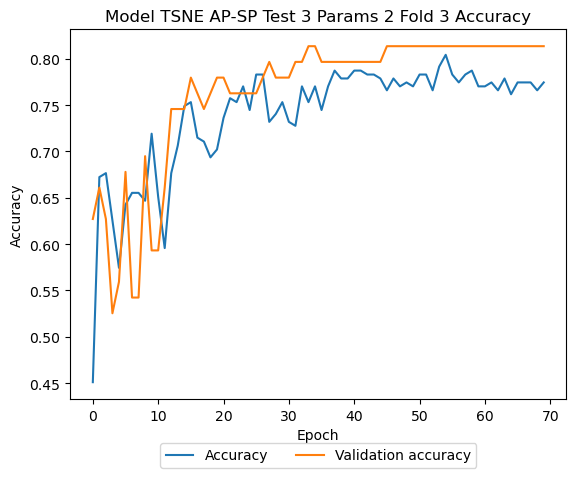 Model TSNE AP-SP Test 3 Params 2 Fold 3 Accuracy
0.80
0.75
0.70
0.65
0.60
0.55
0.50
0.45
Accuracy
0 10 20 30 40 50 60 70
Epoch
Accuracy Validation accuracy